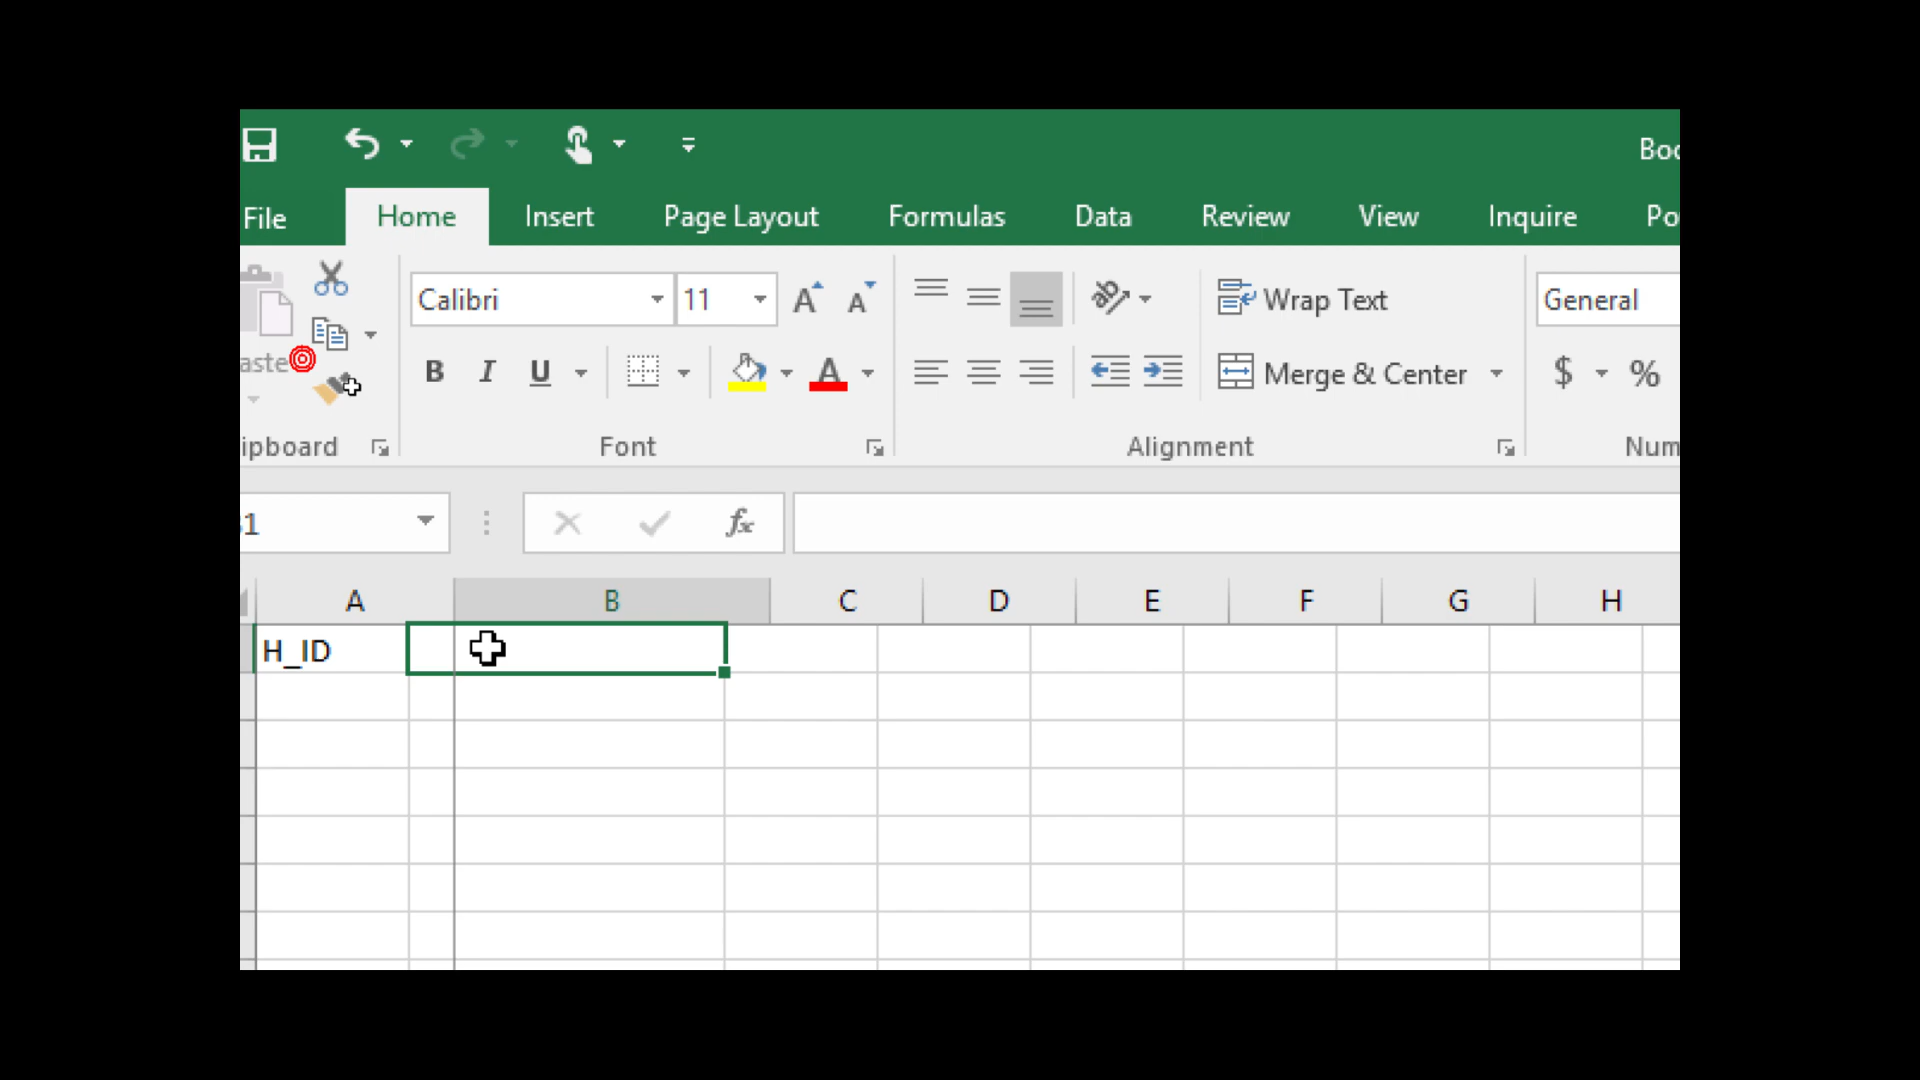 Boo
File Home Insert Page Layout Formulas Data Review View Inquire Po
Calibri 11 A A ab Wrap Text General
aste B I U A Merge & Center $ %
ipboard Font Alignment Num
1 fx
A B C D E F G H
H_ID